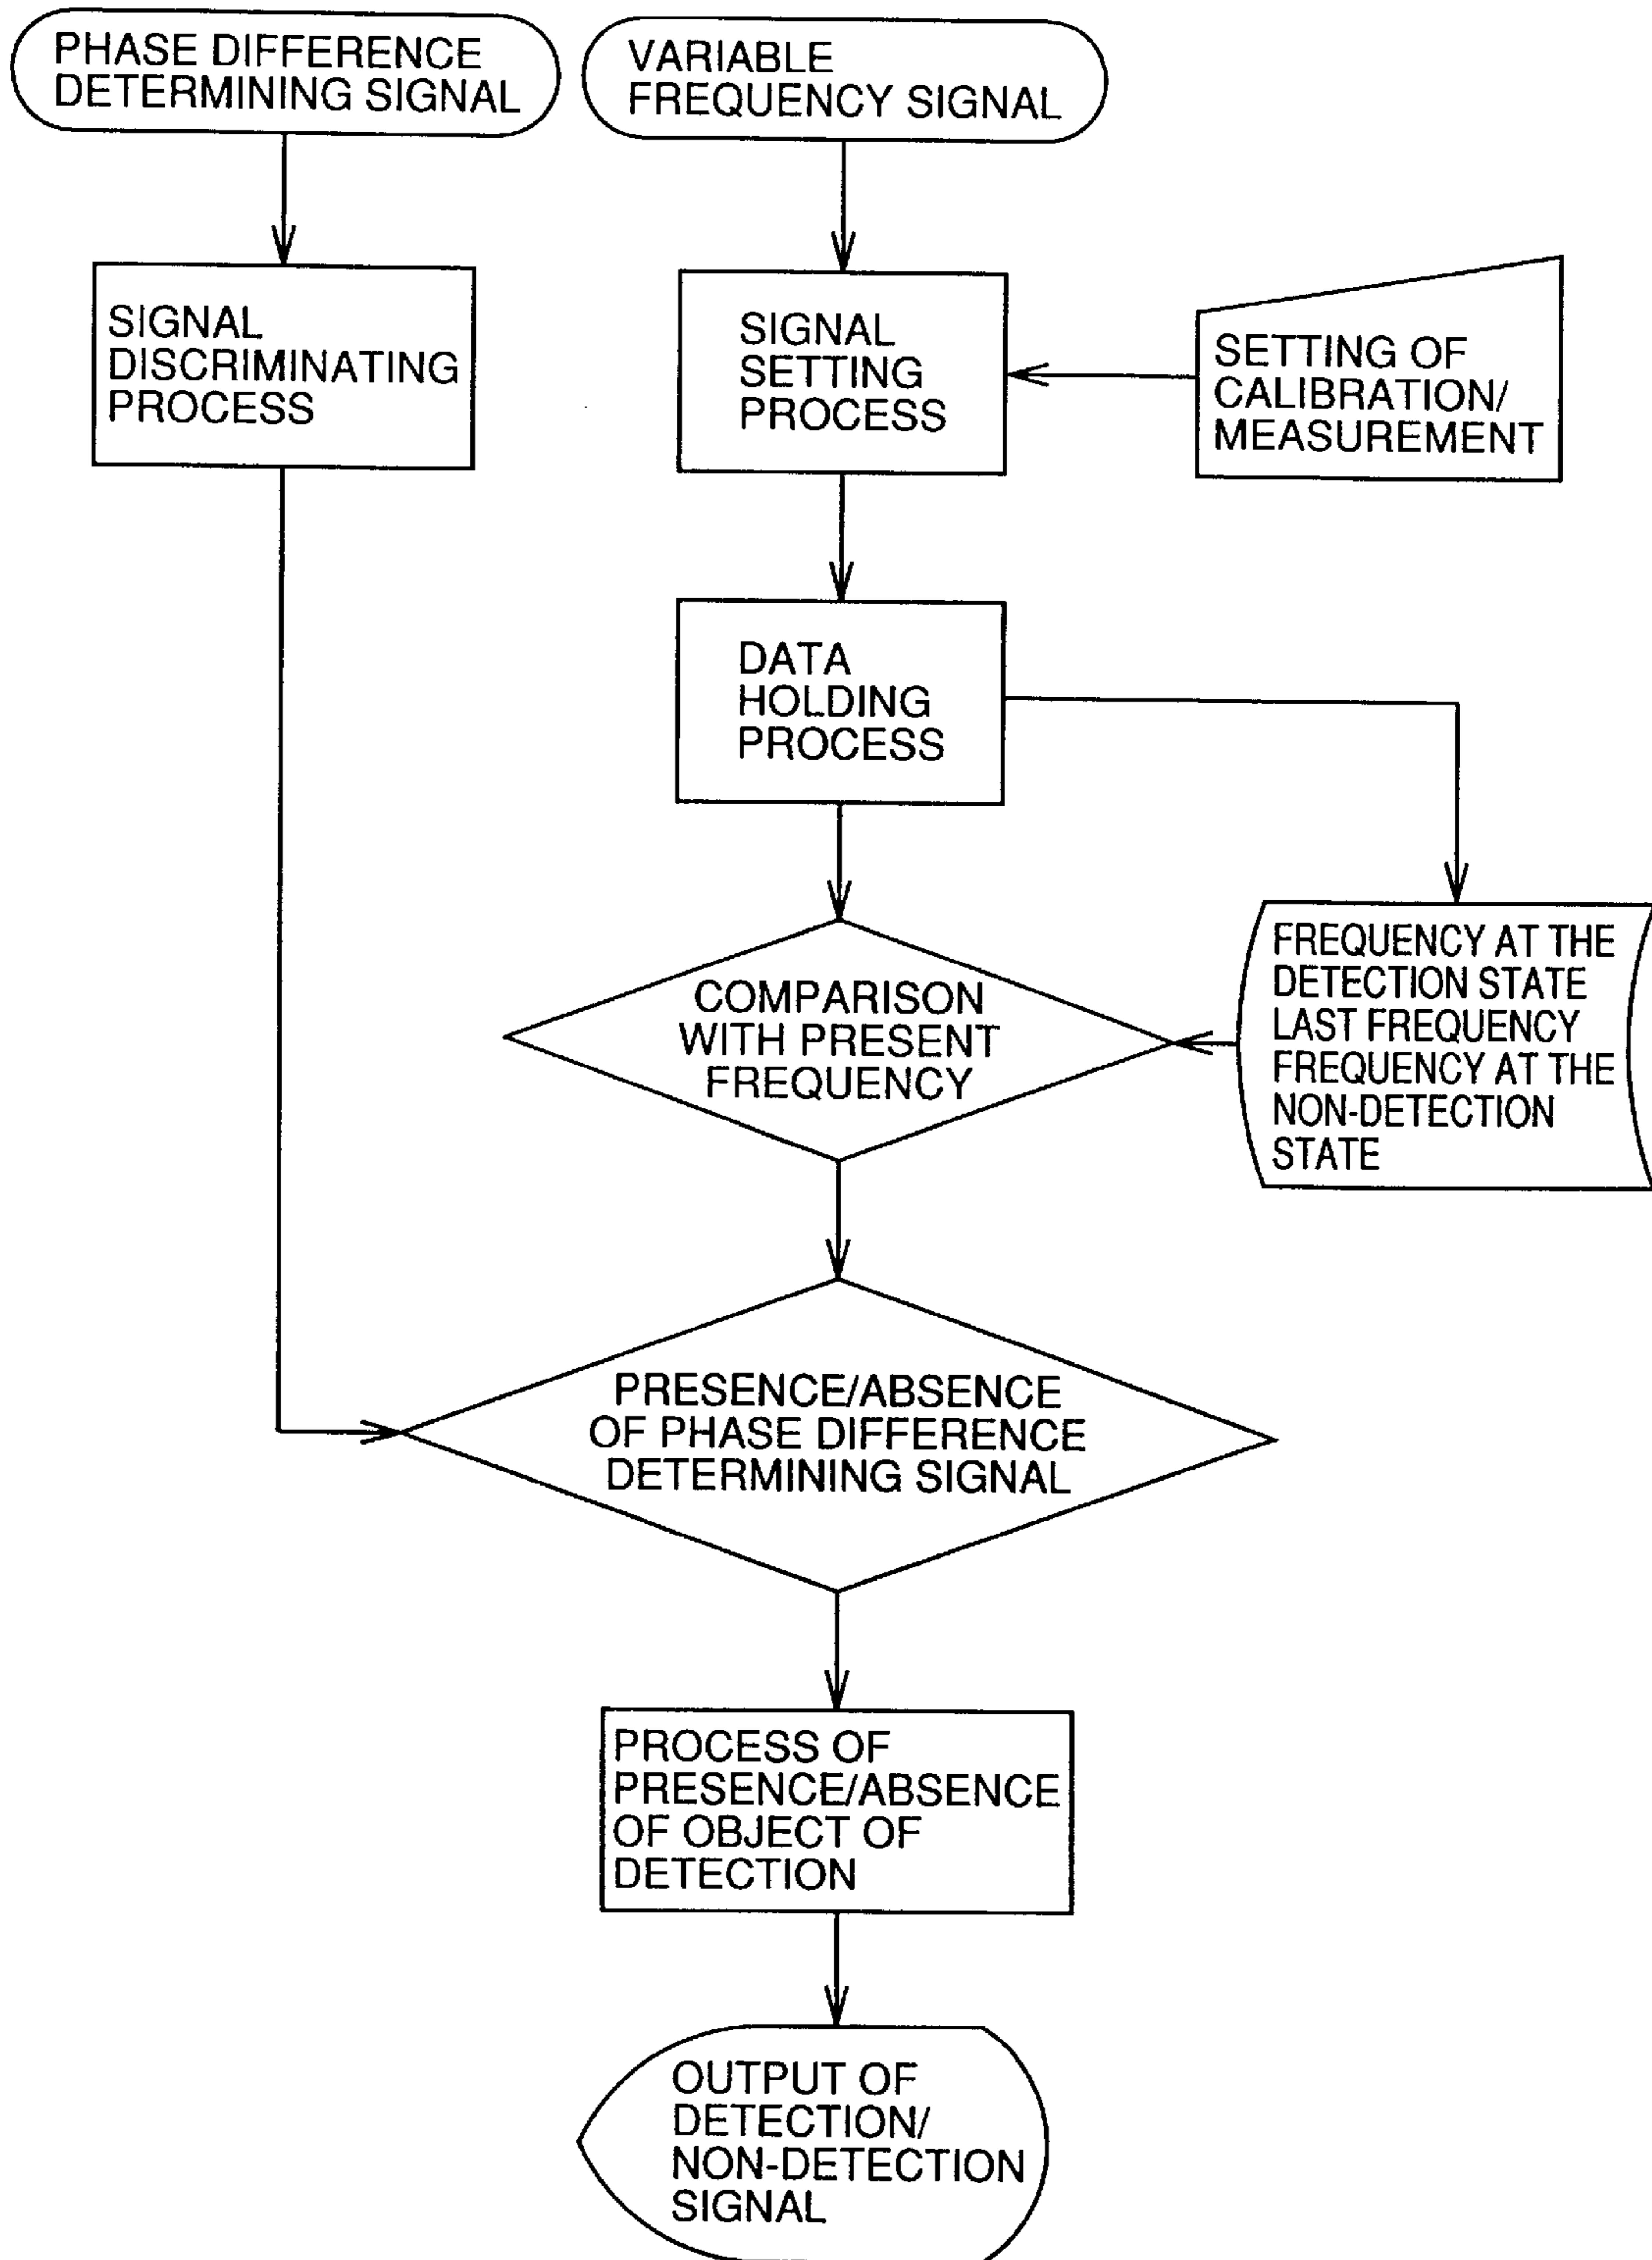 PHASE DIFFERENCE
DETERMINING SIGNAL
VARIABLE
FREQUENCY SIGNAL
SIGNAL
DISCRIMINATING
PROCESS
SIGNAL
SETTING
PROCESS
SETTING OF
CALIBRATION/
MEASUREMENT
DATA
HOLDING
PROCESS
COMPARISON
WITH PRESENT
FREQUENCY
FREQUENCY AT THE
DETECTION STATE
LAST FREQUENCY
FREQUENCY AT THE
NON-DETECTION
STATE
PRESENCE/ABSENCE
OF PHASE DIFFERENCE
DETERMINING SIGNAL
PROCESS OF
PRESENCE/ABSENCE
OF OBJECT OF
DETECTION
OUTPUT OF
DETECTION/
NON-DETECTION
SIGNAL